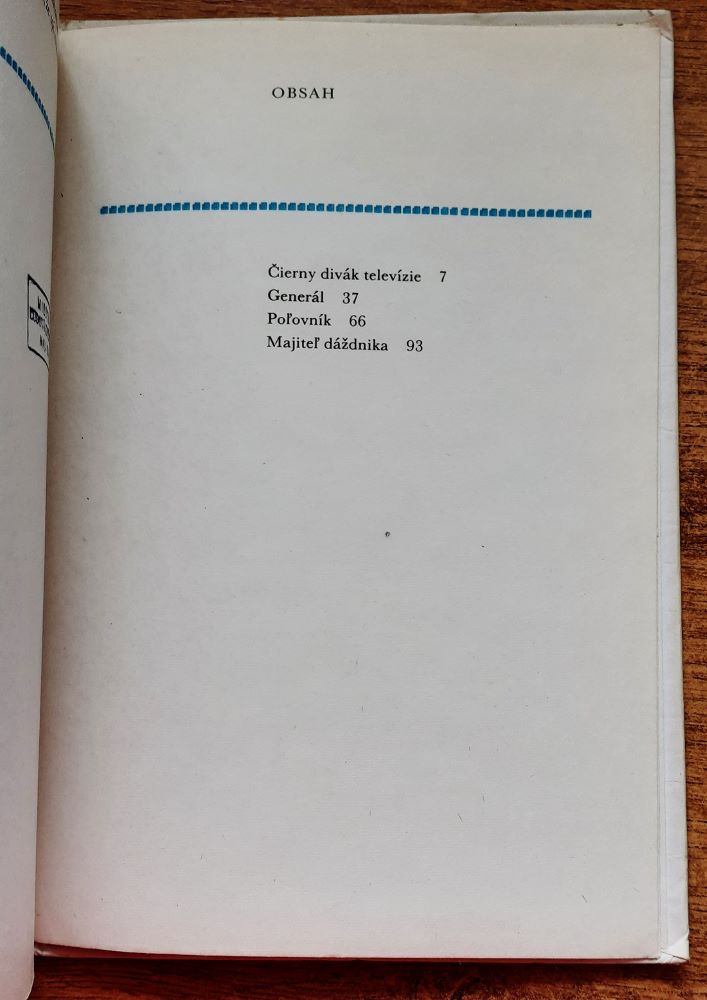 OBSAH
Čierny divák televízie 7
Generál 37
Poľovník 66
Majiteľ dáždnika 93